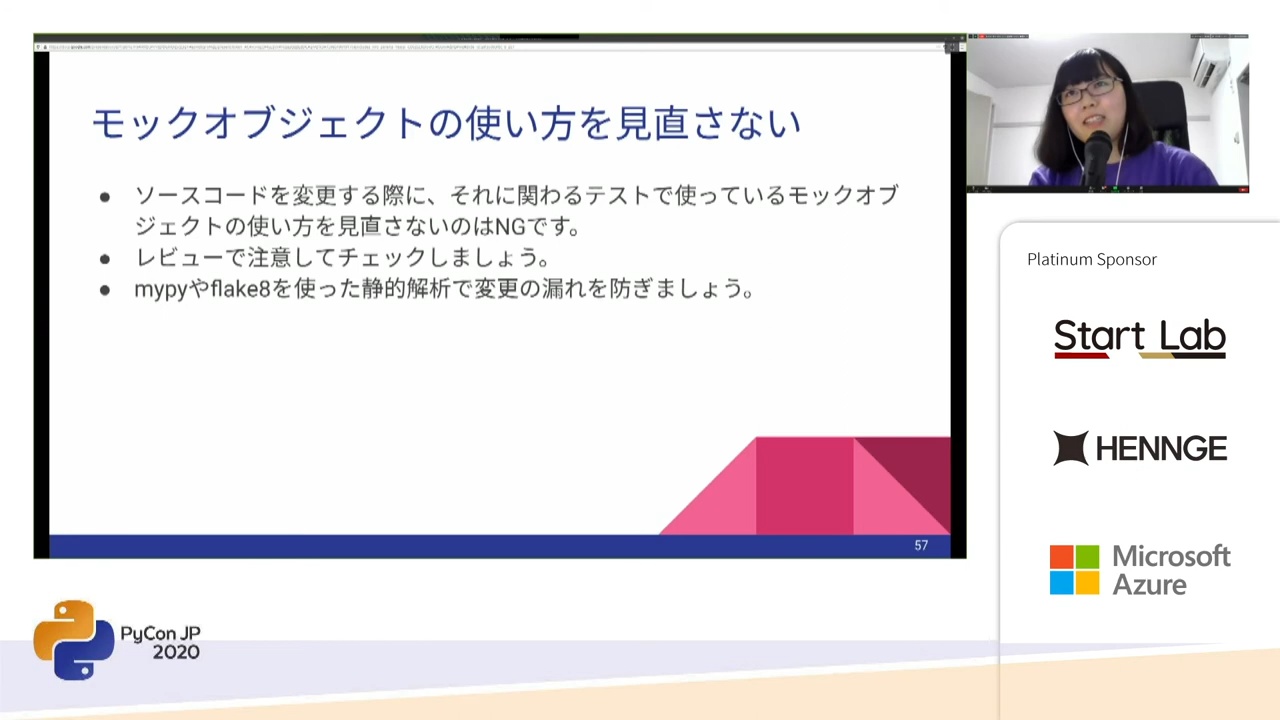 モックオブジェクトの使い方を見直さない
● ソースコードを変更する際に、それに関わるテストで使っているモックオブ
ジェクトの使い方を見直さないのはNGです。
● レビューで注意してチェックしましょう。
● mypyやflake8を使った静的解析で変更の漏れを防ぎましょう。
57
Platinum Sponsor
Start Lab
HENNGE
Microsoft
Azure
PyCon JP
2020